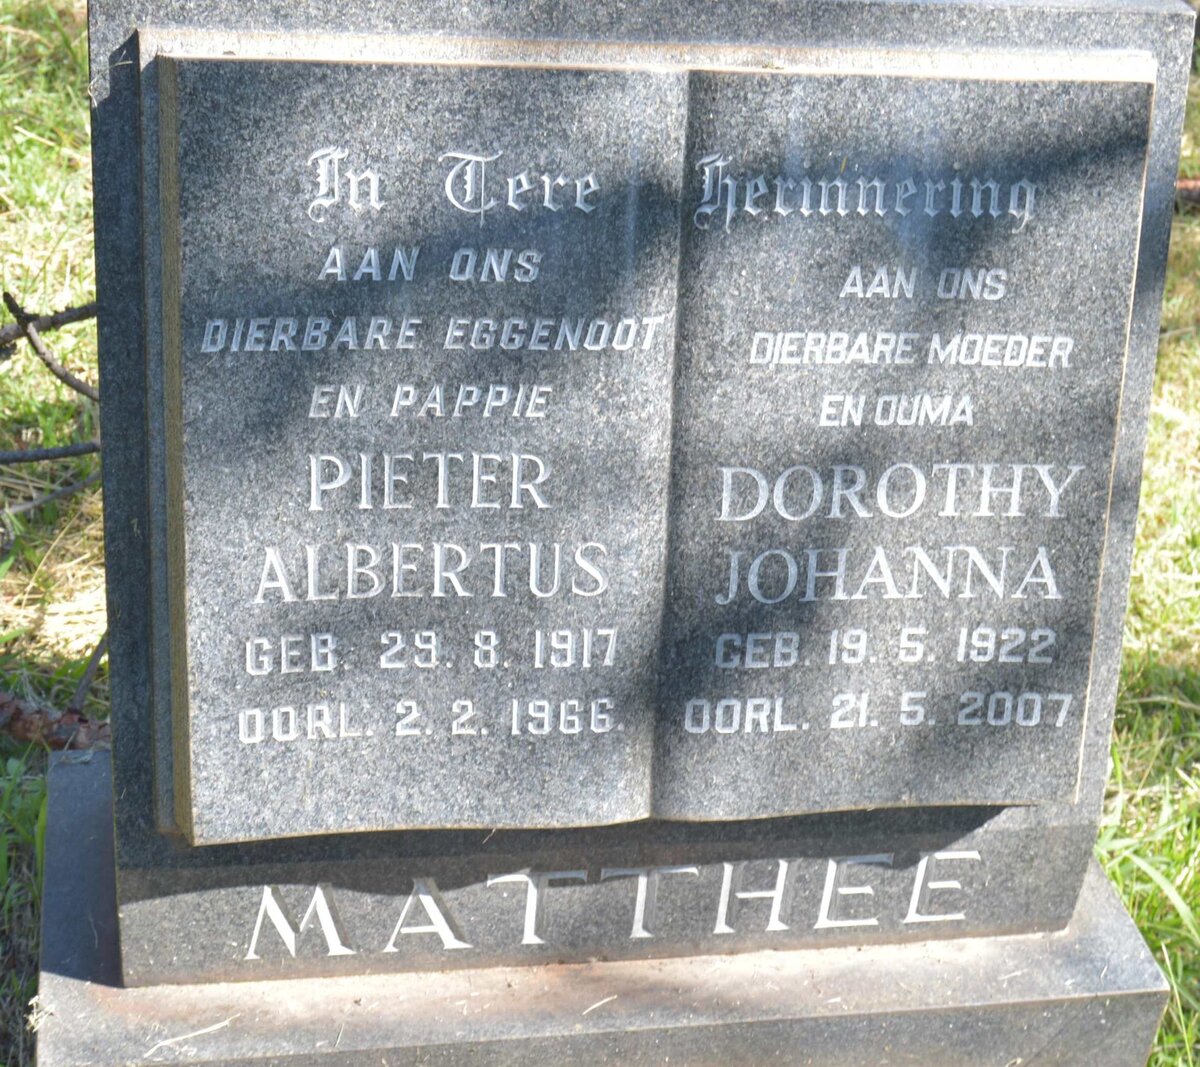 In Tere Herinnering
AAN ONS
DIERBARE EGGENOOT
EN PAPPIE
PIETER
ALBERTUS
GEB. 29. 8. 1917
OORL. 2. 2. 1966.
AAN ONS
DIERBARE MOEDER
EN OUMA
DOROTHY
JOHANNA
GEB. 19. 5. 1922
OORL. 21. 5. 2007
MATTHEE